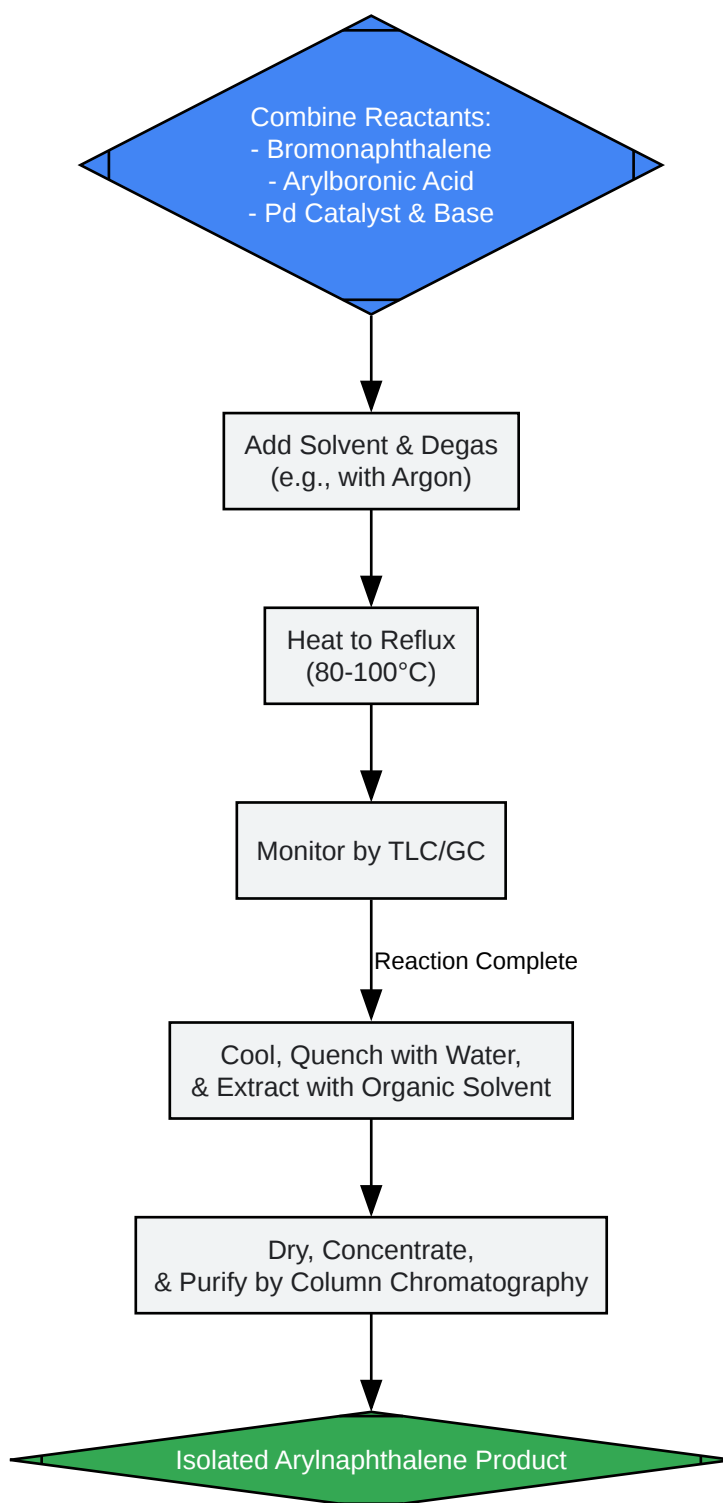 Combine Reactants:
- Bromonaphthalene
- Arylboronic Acid
- Pd Catalyst & Base
Add Solvent & Degas
(e.g., with Argon)
Heat to Reflux
(80-100°C)
Monitor by TLC/GC
Reaction Complete
Cool, Quench with Water,
& Extract with Organic Solvent
Dry, Concentrate,
& Purify by Column Chromatography
Isolated Arylnaphthalene Product